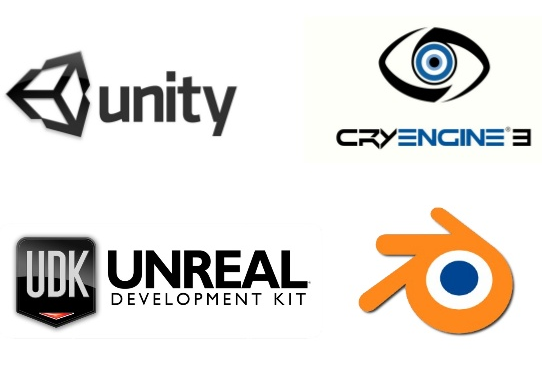 unity
CRYENGINE® 3
UDK UNREAL
DEVELOPMENT KIT